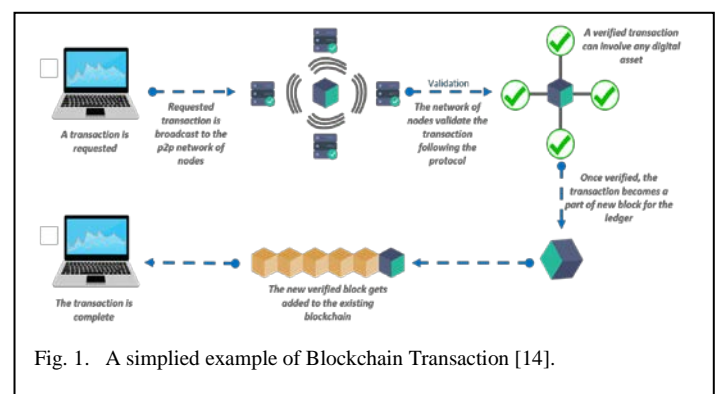 A transaction is
requested
Requested
transaction is
broadcast to the
p2p network of
nodes
Validation
The network of
nodes validate the
transaction
following the
protocol
A verified transaction
can involve any digital
asset
Once verified, the
transaction becomes a
part of new block for the
ledger
The new verified block gets
added to the existing
blockchain
The transaction is
complete
Fig. 1. A simplied example of Blockchain Transaction [14].